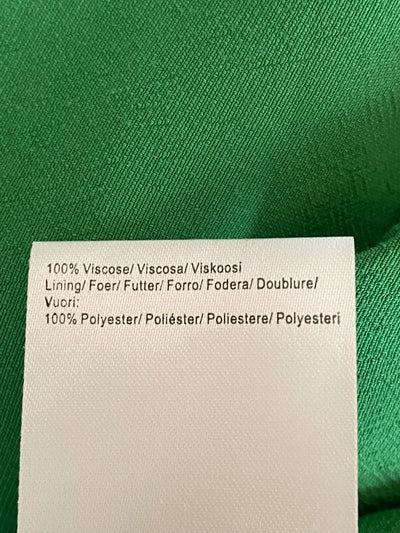 100% Viscose/ Viscosa/ Viskoosi
Lining/ Foer/ Futter/ Forro/ Fodera/ Doublure/
Vuori:
100% Polyester/ Poliéster/ Poliestere/ Polyesteri